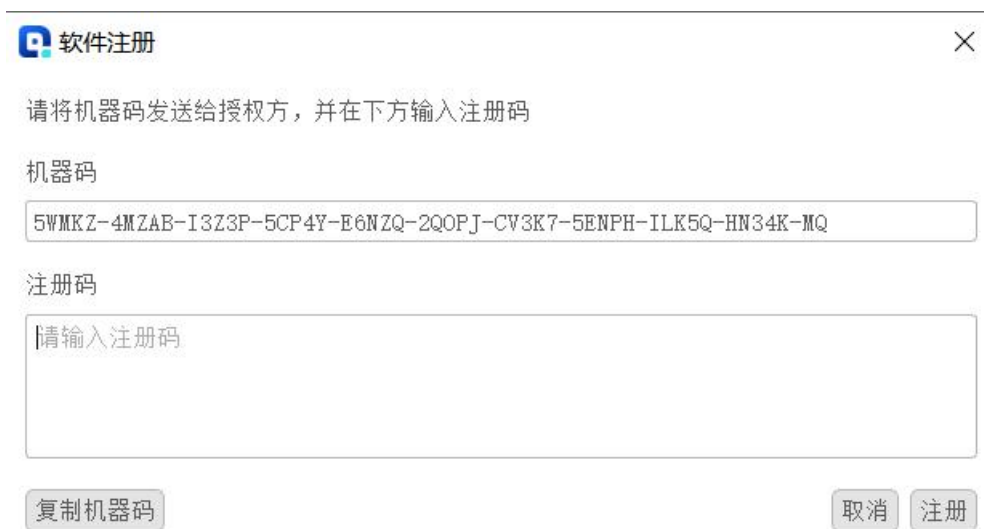 软件注册
请将机器码发送给授权方，并在下方输入注册码
机器码
5WMKZ-4MZAB-I3Z3P-5CP4Y-E6NZQ-2QOPJ-CV3K7-5ENPH-ILK5Q-HN34K-MQ
注册码
请输入注册码
复制机器码 取消 注册